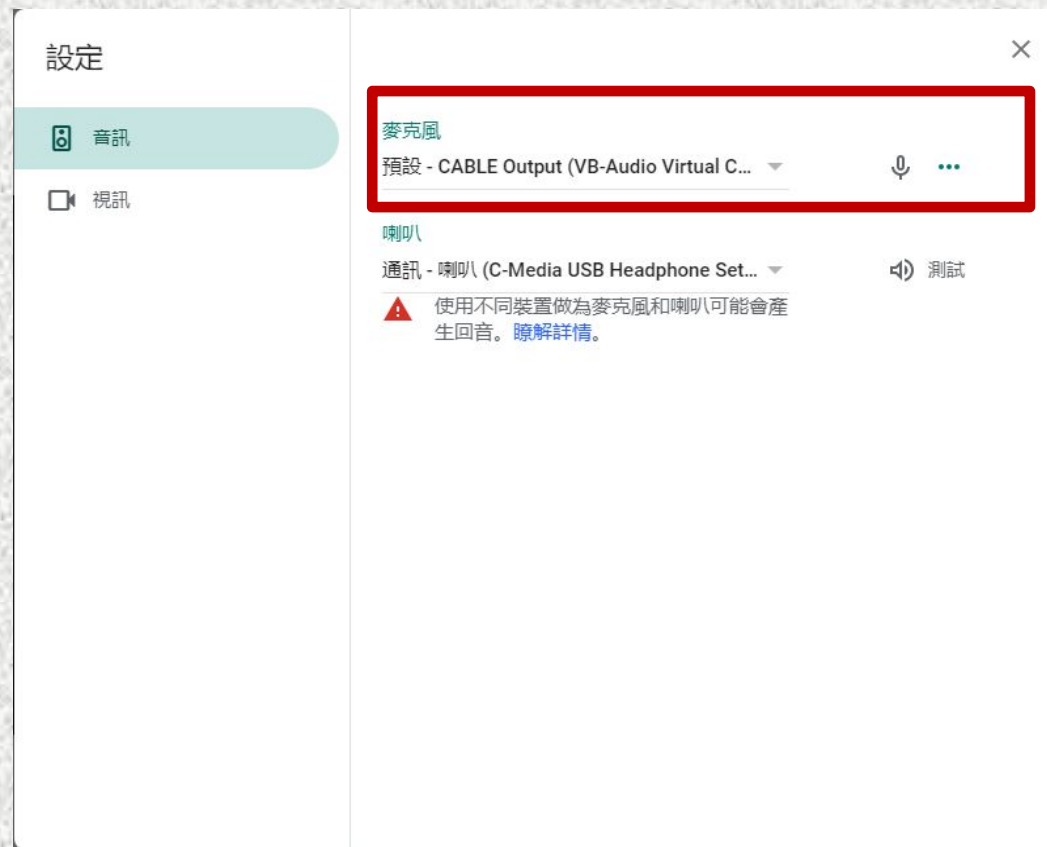 設定
音訊
視訊
麥克風
預設 - CABLE Output (VB-Audio Virtual C...
喇叭
通訊 - 喇叭 (C-Media USB Headphone Set...
測試
使用不同裝置做為麥克風和喇叭可能會產
生回音。瞭解詳情。